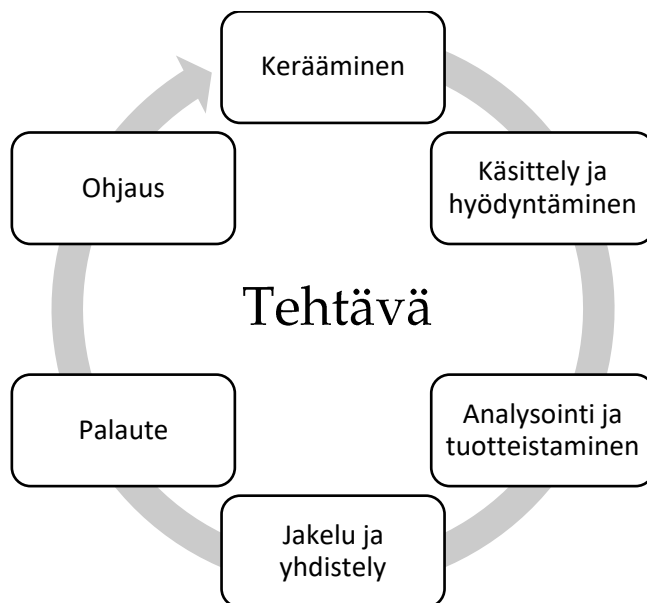 Kerääminen
Käsittely ja
hyödyntäminen
Analysointi ja
tuotteistaminen
Jakelu ja
yhdistely
Palaute
Ohjaus
Tehtävä